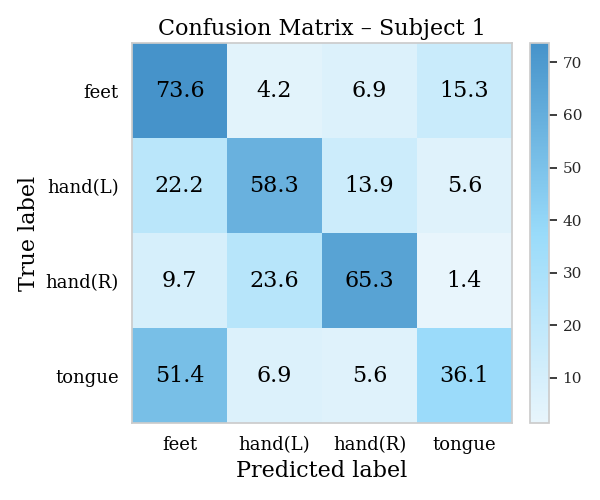 Confusion Matrix – Subject 1
True label
feet 73.6 4.2 6.9 15.3
hand(L) 22.2 58.3 13.9 5.6
hand(R) 9.7 23.6 65.3 1.4
tongue 51.4 6.9 5.6 36.1
feet hand(L) hand(R) tongue
Predicted label
70
60
50
40
30
20
10